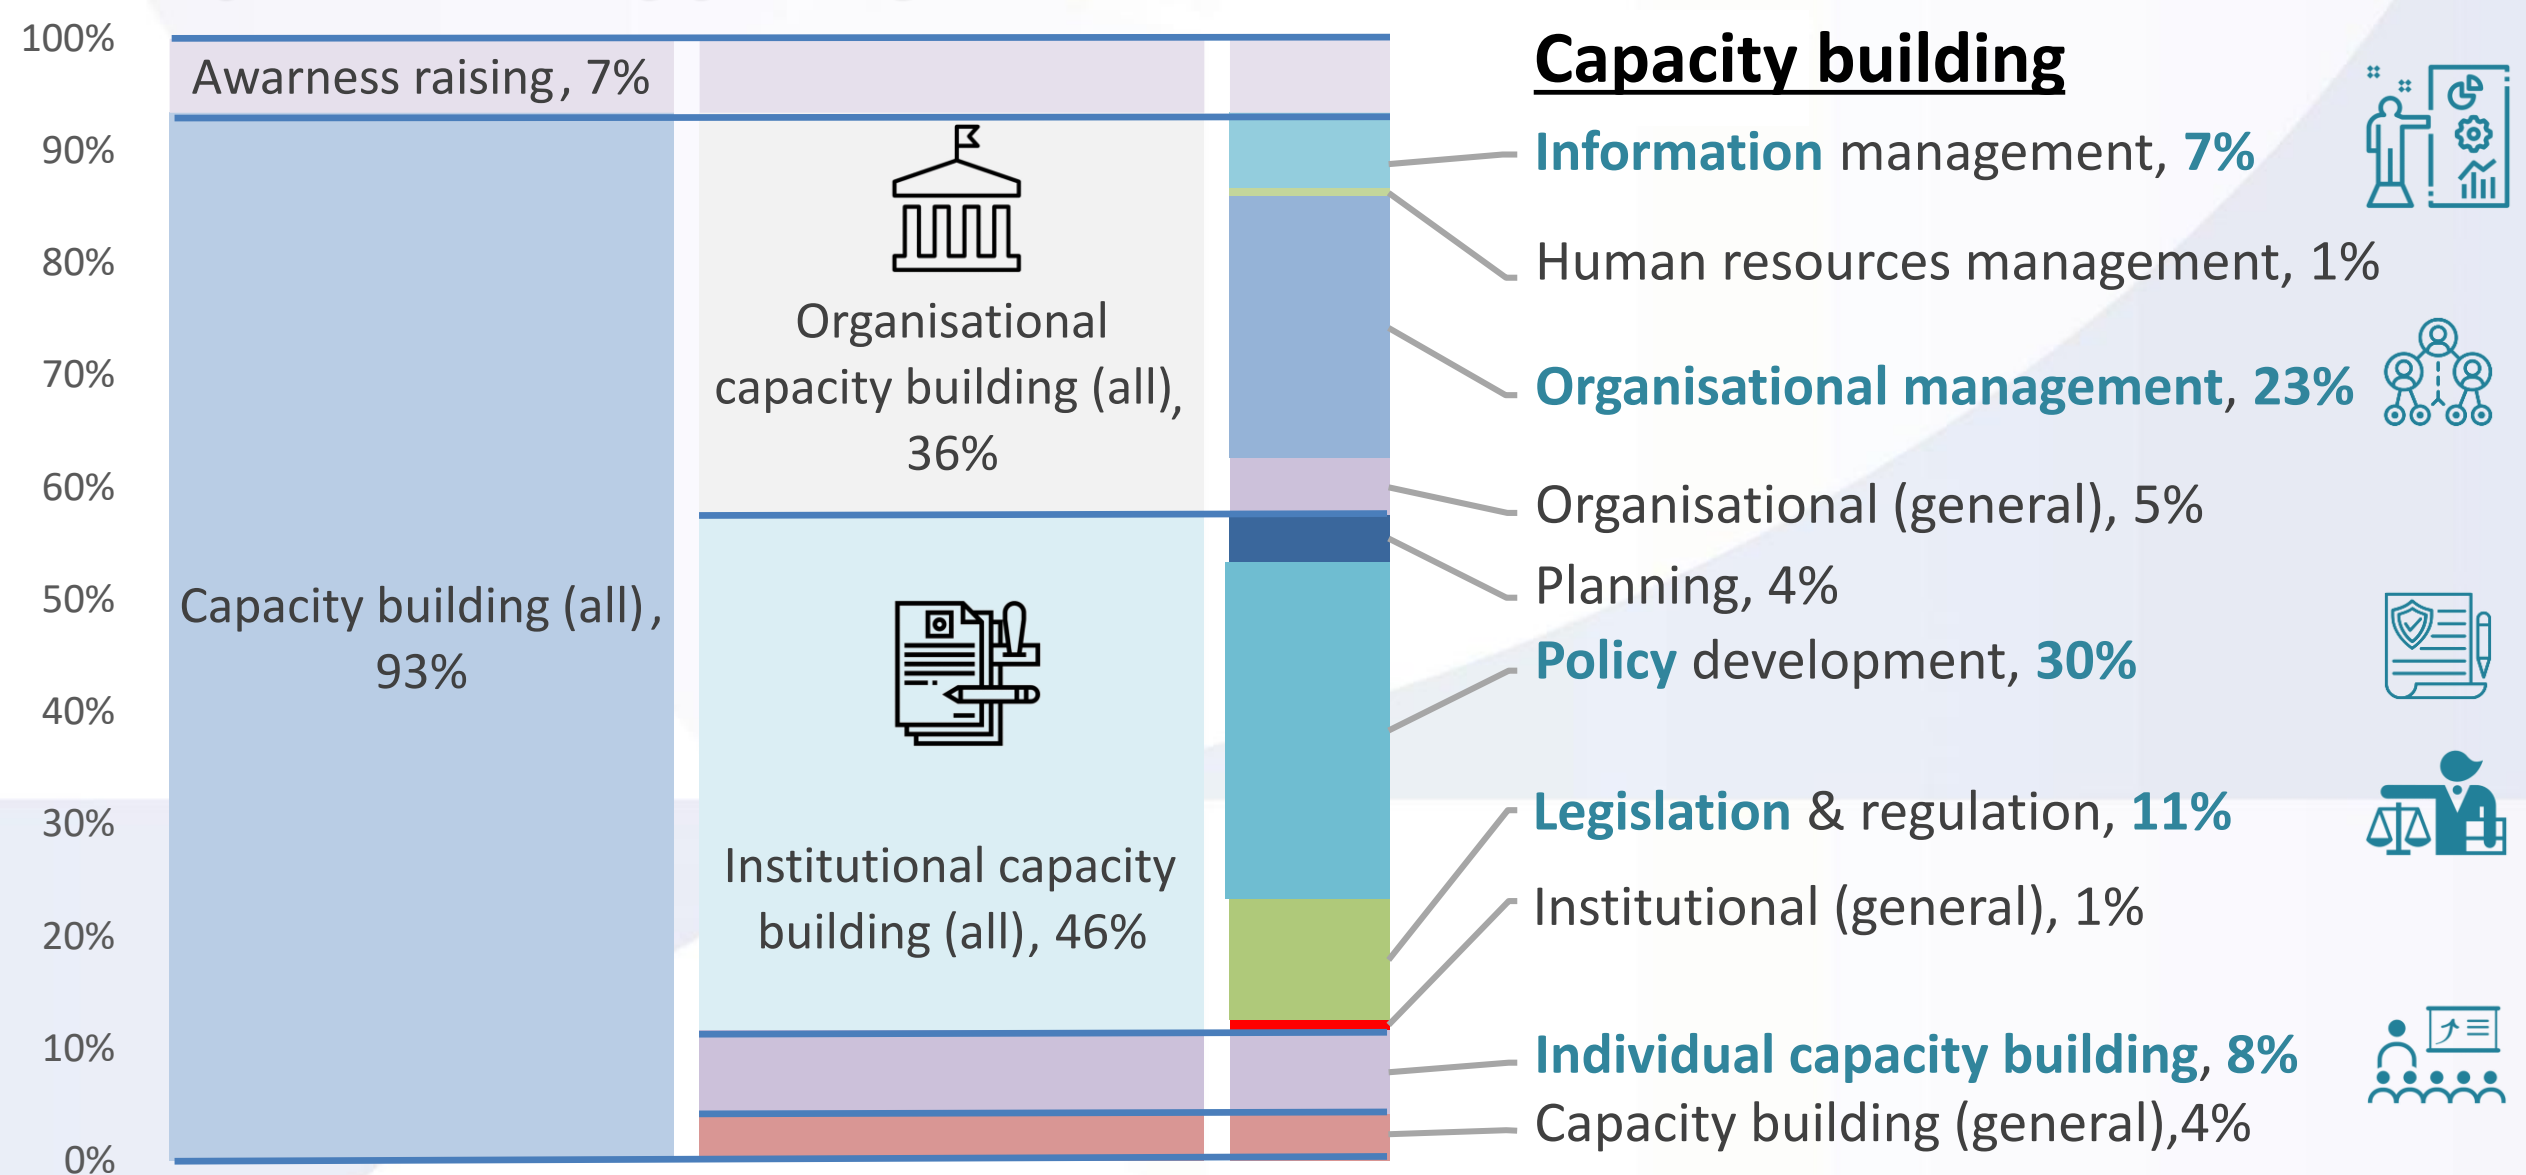 100%
90%
80%
70%
60%
50%
40%
30%
20%
10%
0%
Awarness raising, 7%
Capacity building (all),
93%
Organisational
capacity building (all),
36%
Institutional capacity
building (all), 46%
Capacity building
Information management, 7%
Human resources management, 1%
Organisational management, 23%
Organisational (general), 5%
Planning, 4%
Policy development, 30%
Legislation & regulation, 11%
Institutional (general), 1%
Individual capacity building, 8%
Capacity building (general),4%